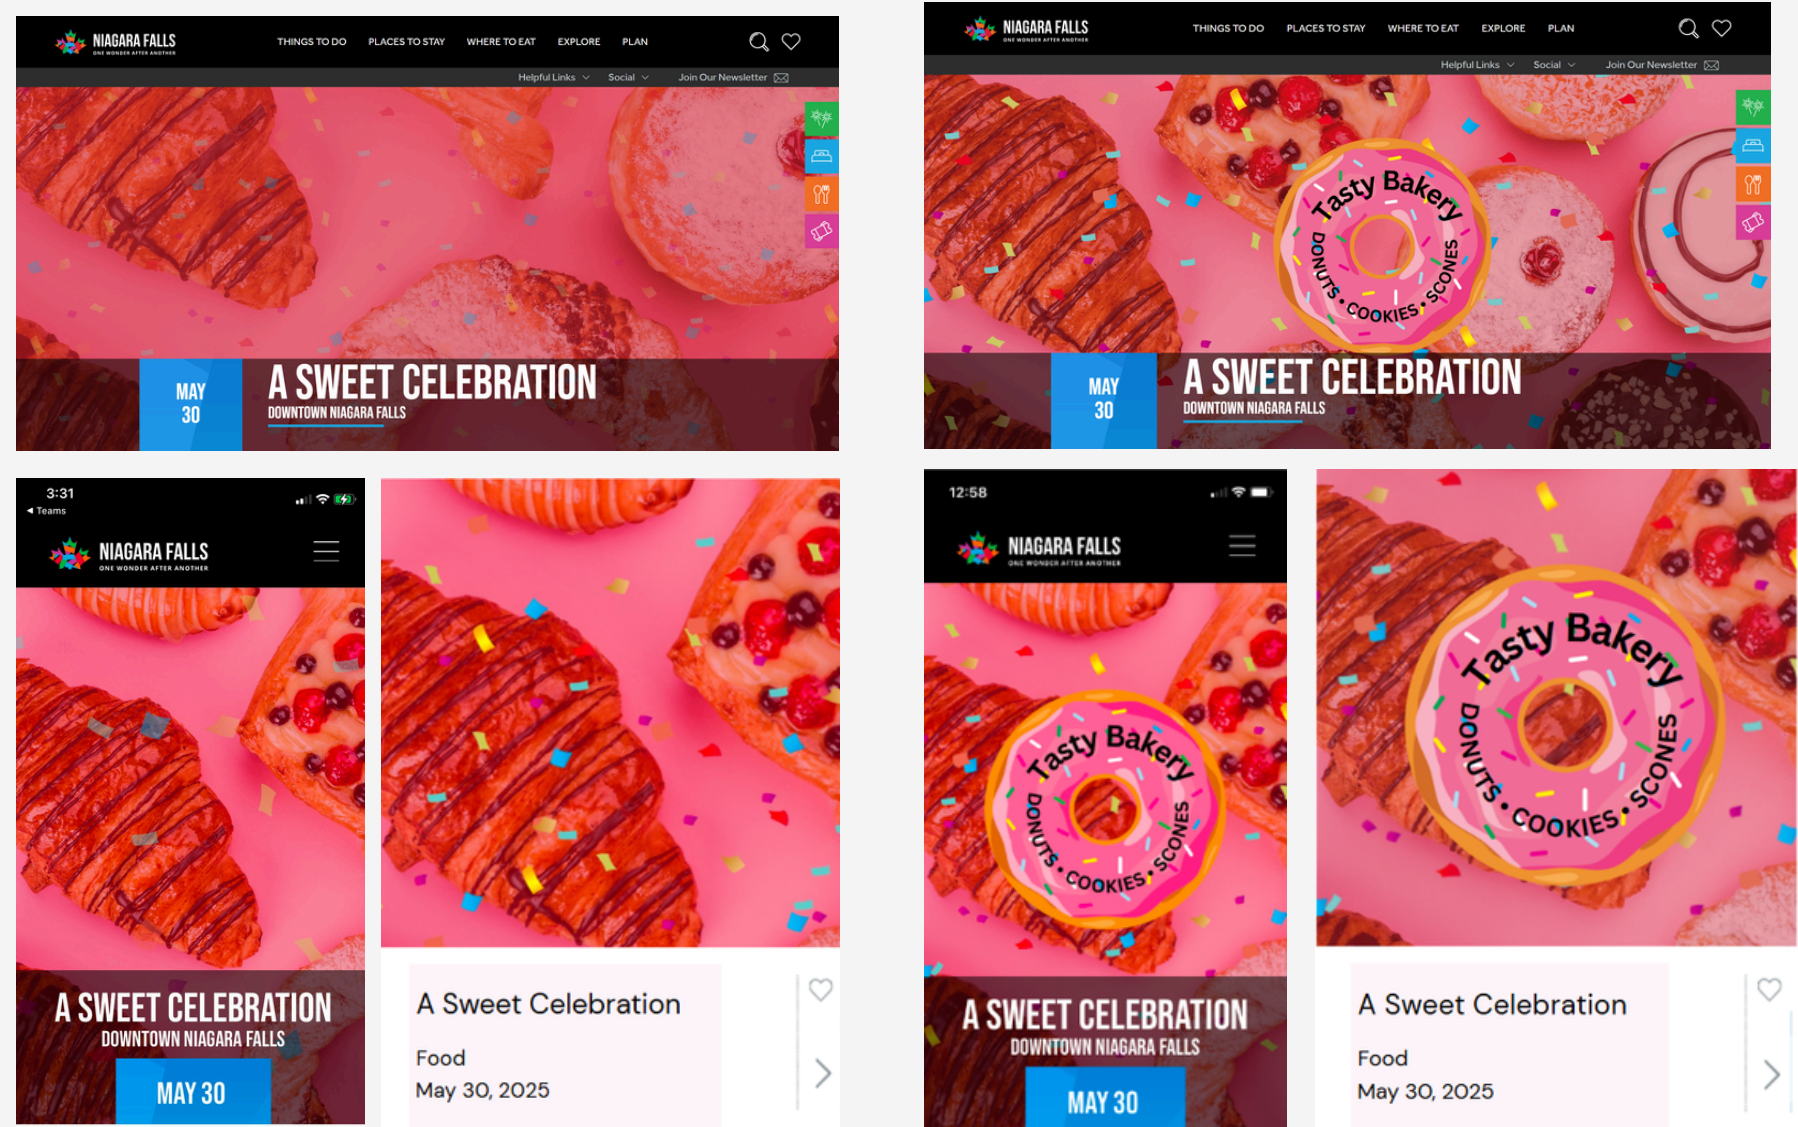 NIAGARA FALLS
ONE WONDER AFTER ANOTHER
THINGS TO DO PLACES TO STAY WHERE TO EAT EXPLORE PLAN
Helpful Links Social Join Our Newsletter
MAY
30
A SWEET CELEBRATION
DOWNTOWN NIAGARA FALLS
NIAGARA FALLS
ONE WONDER AFTER ANOTHER
THINGS TO DO PLACES TO STAY WHERE TO EAT EXPLORE PLAN
Helpful Links Social Join Our Newsletter
Tasty Bakery
DONUTS • COOKIES • SCONES
MAY
30
A SWEET CELEBRATION
DOWNTOWN NIAGARA FALLS
3:31
Teams
NIAGARA FALLS
ONE WONDER AFTER ANOTHER
A SWEET CELEBRATION
DOWNTOWN NIAGARA FALLS
MAY 30
A Sweet Celebration
Food
May 30, 2025
12:58
NIAGARA FALLS
ONE WONDER AFTER ANOTHER
Tasty Bakery
DONUTS • COOKIES • SCONES
A SWEET CELEBRATION
DOWNTOWN NIAGARA FALLS
MAY 30
Tasty Bakery
DONUTS • COOKIES • SCONES
A Sweet Celebration
Food
May 30, 2025